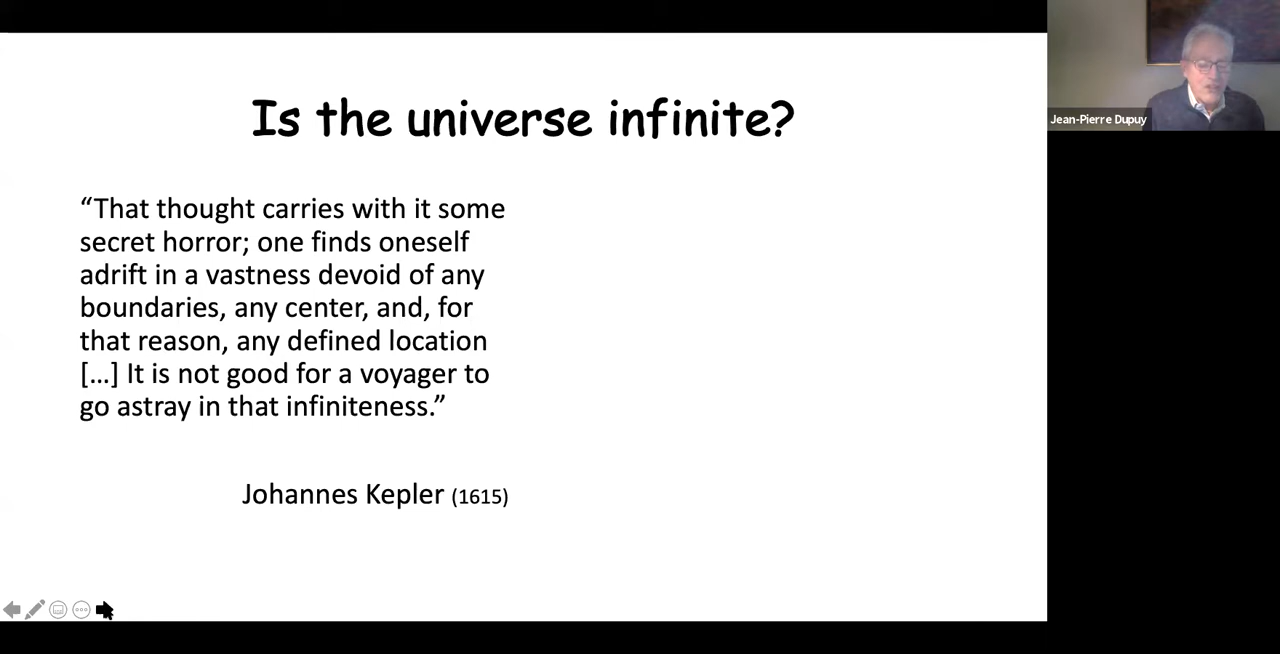 Is the universe infinite?
“That thought carries with it some
secret horror; one finds oneself
adrift in a vastness devoid of any
boundaries, any center, and, for
that reason, any defined location
[…] It is not good for a voyager to
go astray in that infiniteness.”
Johannes Kepler (1615)
Jean-Pierre Dupuy